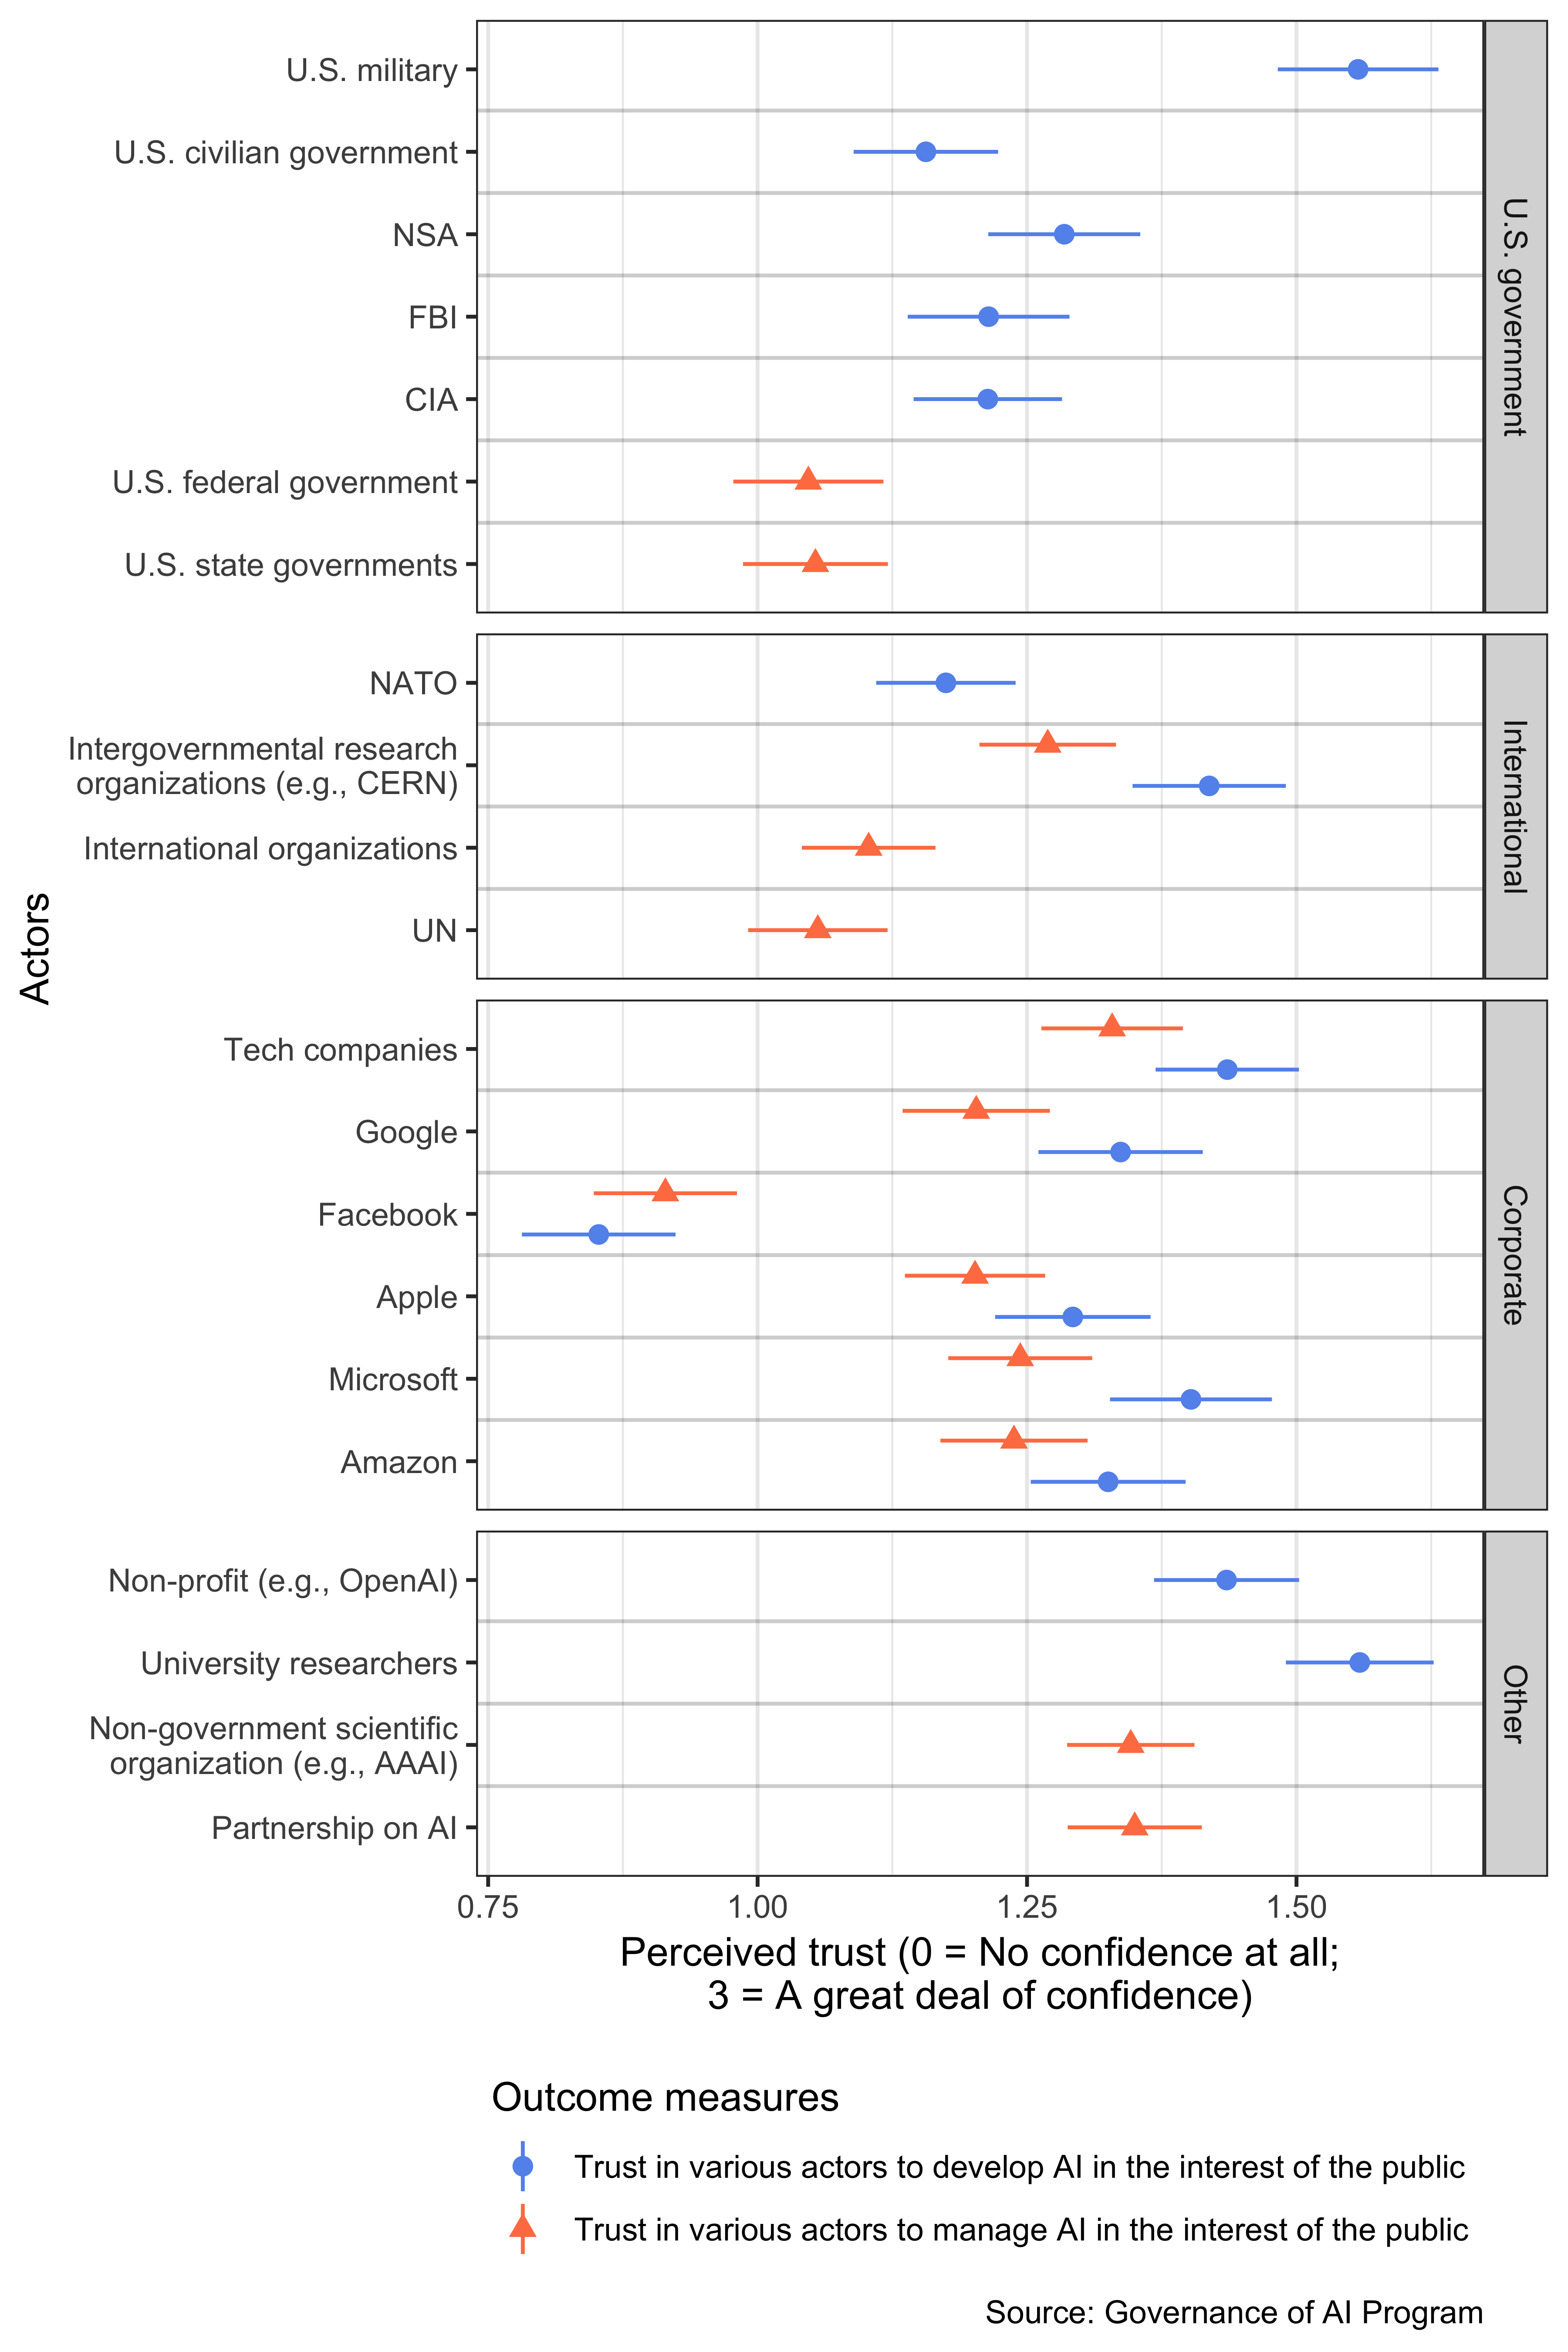 U.S. military
U.S. civilian government
NSA
FBI
CIA
U.S. federal government
U.S. state governments
U.S. government
NATO
Intergovernmental research
organizations (e.g., CERN)
International organizations
UN
International
Actors
Tech companies
Google
Facebook
Apple
Microsoft
Amazon
Corporate
Non-profit (e.g., OpenAI)
University researchers
Non-government scientific
organization (e.g., AAAI)
Partnership on AI
Other
0.75 1.00 1.25 1.50
Perceived trust (0 = No confidence at all;
3 = A great deal of confidence)
Outcome measures
Trust in various actors to develop AI in the interest of the public
Trust in various actors to manage AI in the interest of the public
Source: Governance of AI Program